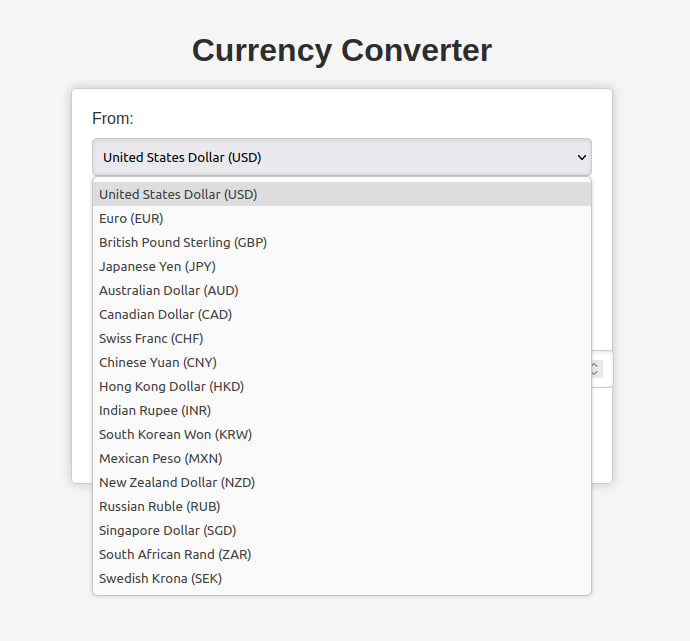 Currency Converter
From:
United States Dollar (USD)
United States Dollar (USD)
Euro (EUR)
British Pound Sterling (GBP)
Japanese Yen (JPY)
Australian Dollar (AUD)
Canadian Dollar (CAD)
Swiss Franc (CHF)
Chinese Yuan (CNY)
Hong Kong Dollar (HKD)
Indian Rupee (INR)
South Korean Won (KRW)
Mexican Peso (MXN)
New Zealand Dollar (NZD)
Russian Ruble (RUB)
Singapore Dollar (SGD)
South African Rand (ZAR)
Swedish Krona (SEK)